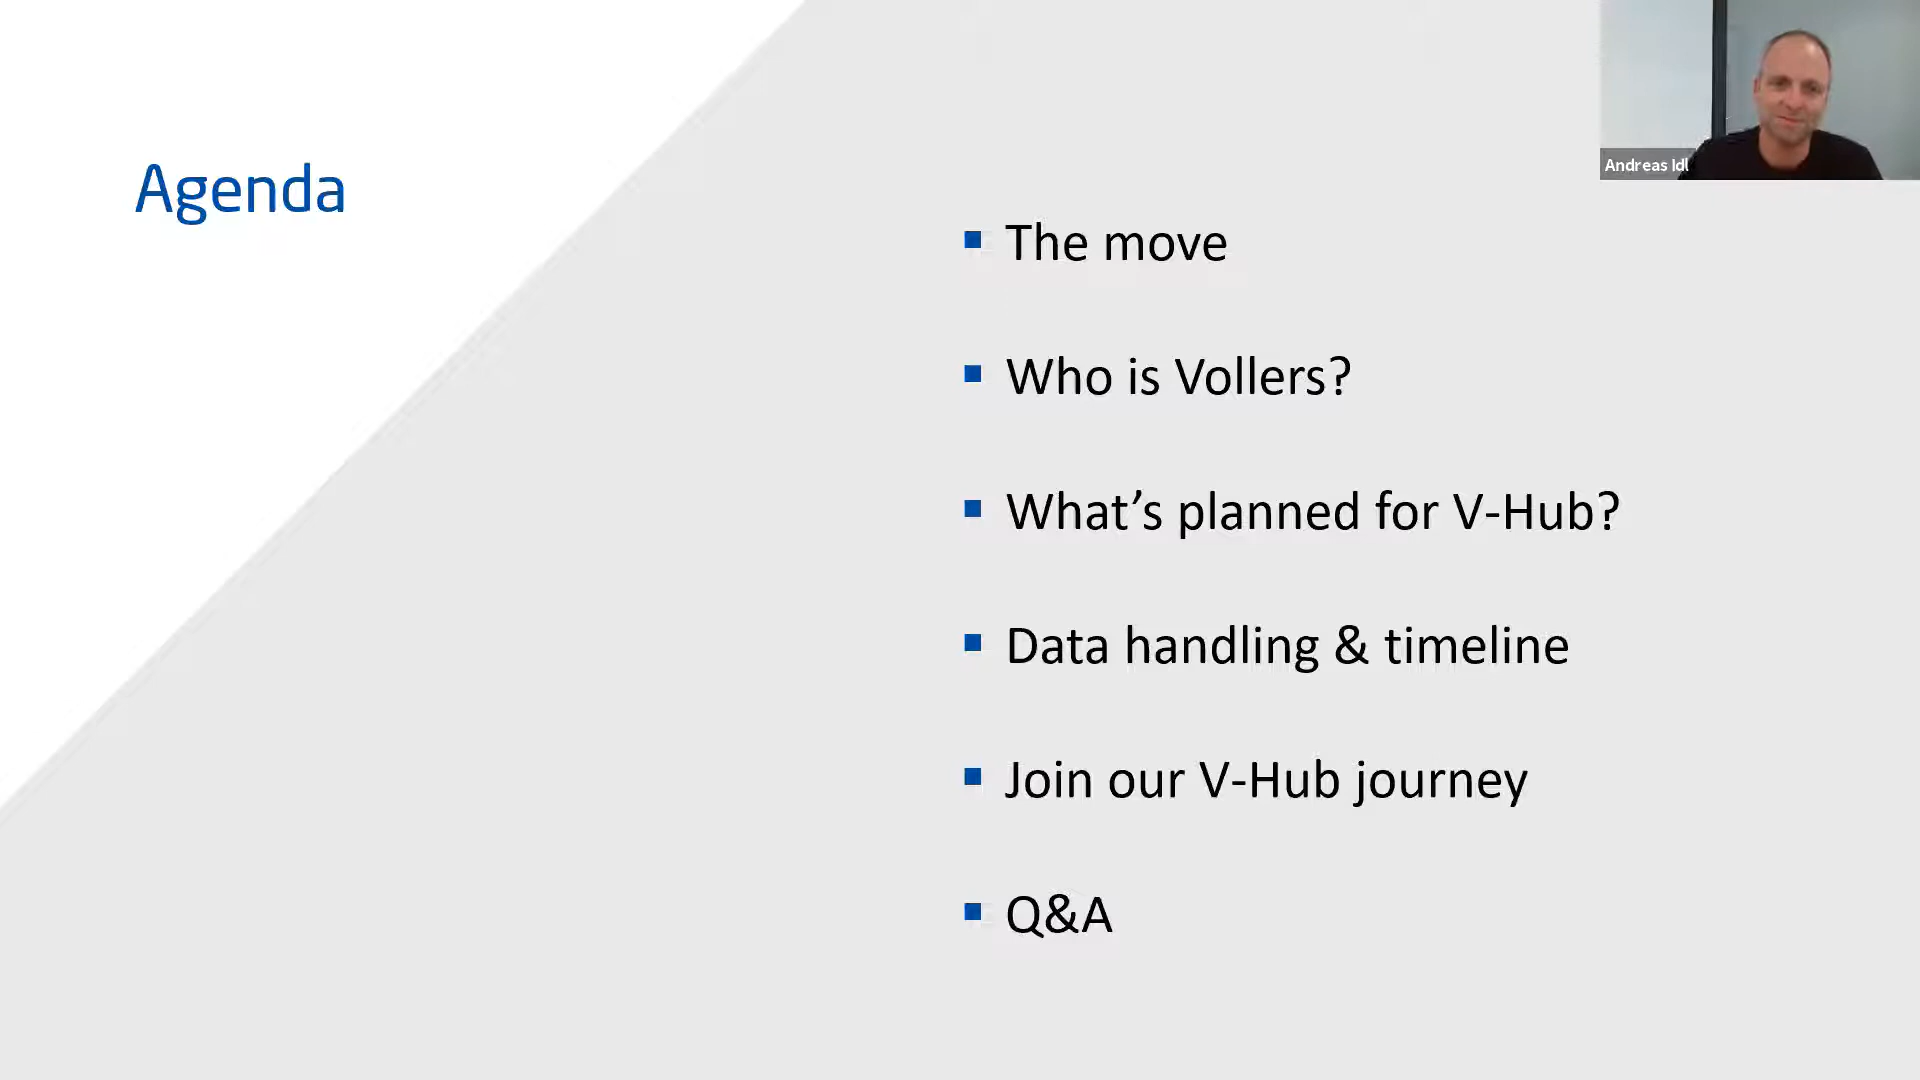 Agenda
Andreas Idl
The move
Who is Vollers?
What’s planned for V-Hub?
Data handling & timeline
Join our V-Hub journey
Q&A